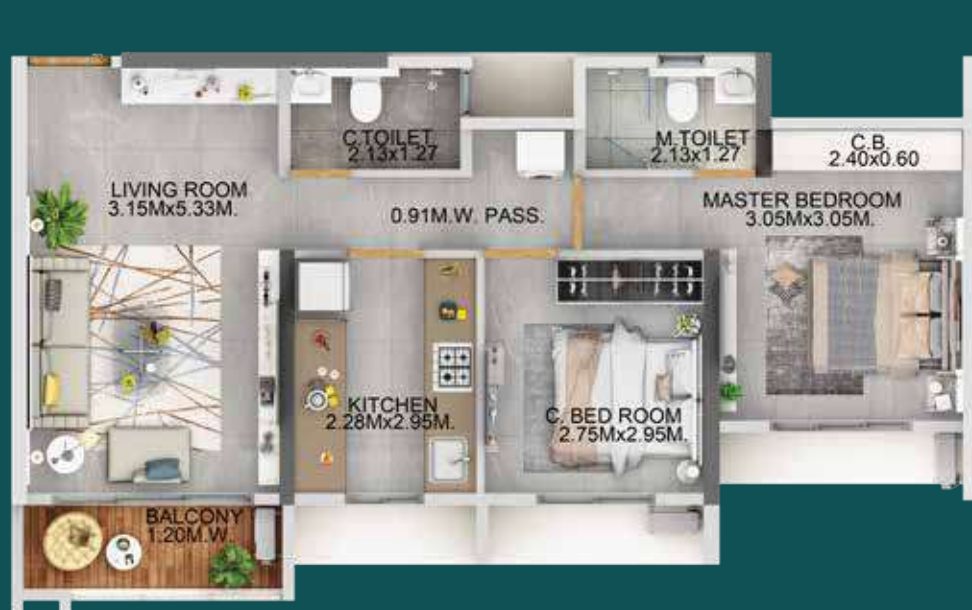 C.TOILET
2.13x1.27
M.TOILET
2.13x1.27
C.B.
2.40x0.60
LIVING ROOM
3.15Mx5.33M.
0.91M.W. PASS.
MASTER BEDROOM
3.05Mx3.05M.
KITCHEN
2.28Mx2.95M.
C. BED ROOM
2.75Mx2.95M.
BALCONY
1.20M.W.